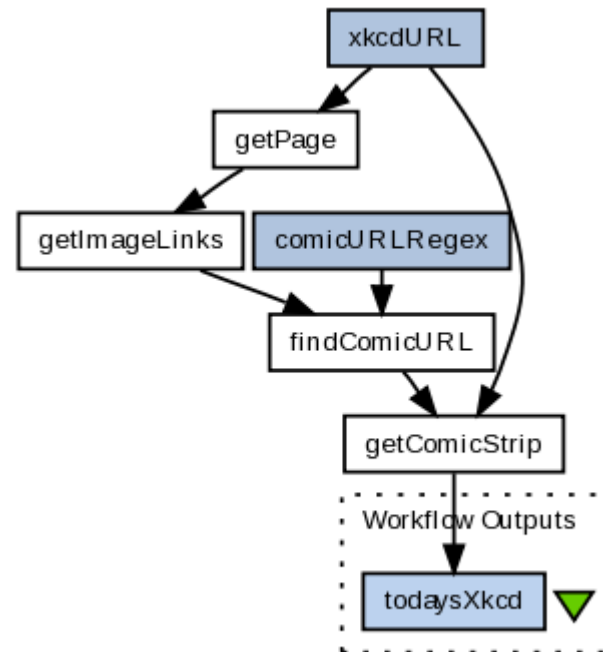 xkcdURL
getPage
getImageLinks
comicURLRegex
findComicURL
getComicStrip
Workflow Outputs
todaysXkcd